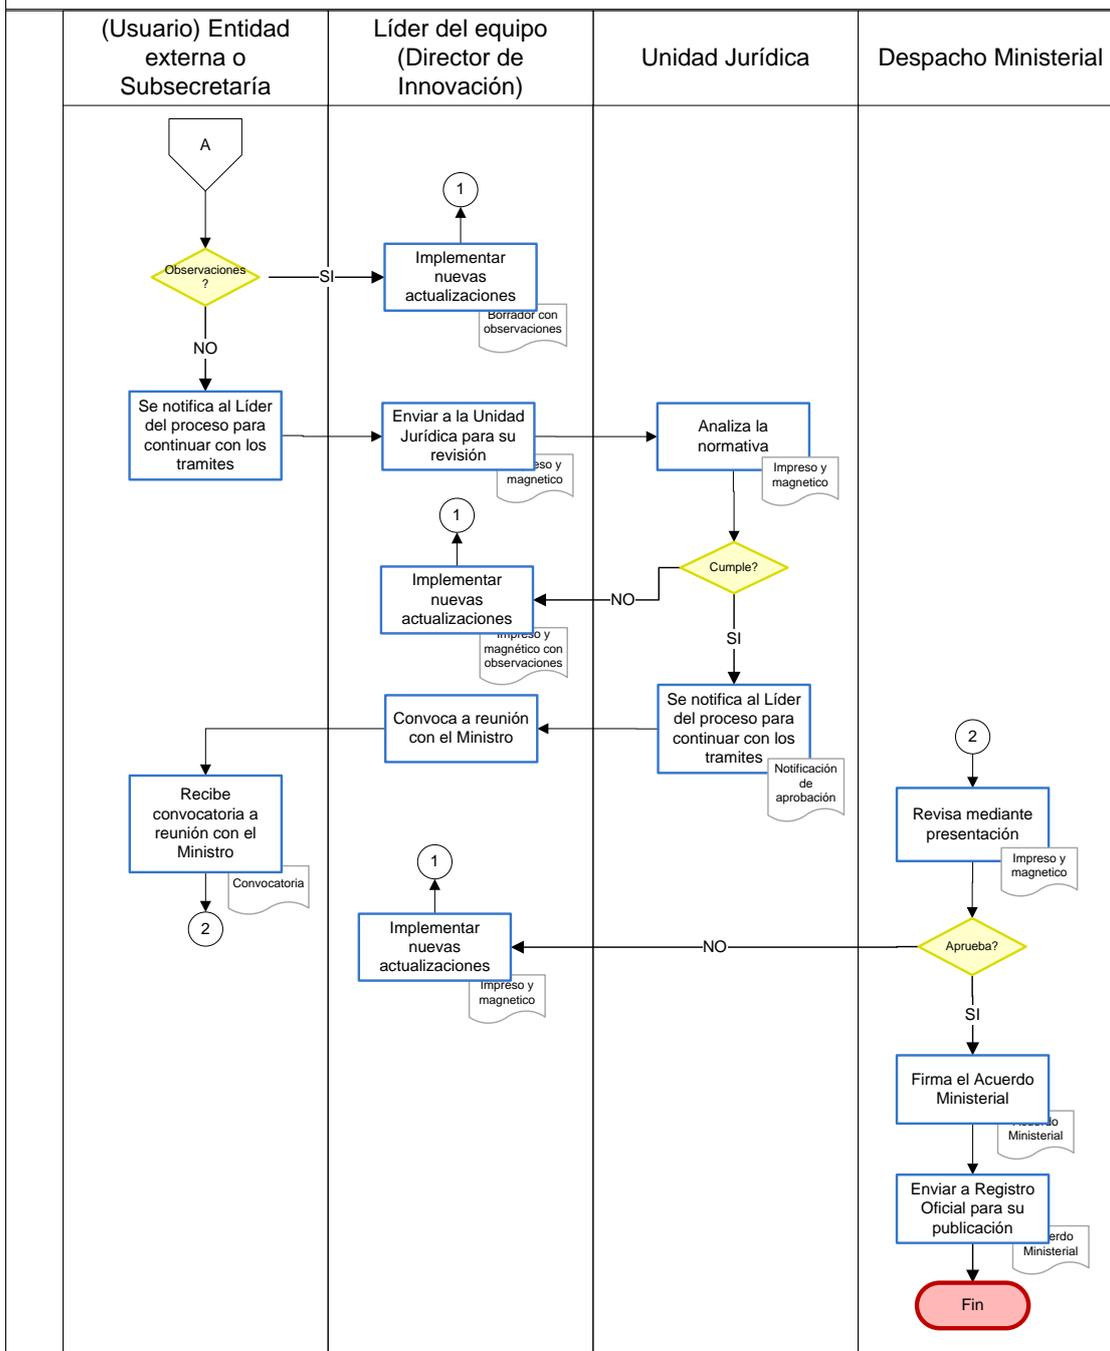 (Usuario) Entidad
externa o
Subsecretaría
Líder del equipo
(Director de
Innovación)
Unidad Jurídica
Despacho Ministerial
A
1
Observaciones
?
SI
Implementar
nuevas
actualizaciones
Borrador con
observaciones
NO
Se notifica al Líder
del proceso para
continuar con los
tramites
Enviar a la Unidad
Jurídica para su
revisión
magnetico
Analiza la
normativa
Impreso y
magnetico
1
Cumple?
NO
Implementar
nuevas
actualizaciones
Impreso y
magnético con
observaciones
SI
Se notifica al Líder
del proceso para
continuar con los
tramites
Notificación
de
aprobación
Convoca a reunión
con el Ministro
Recibe
convocatoria a
reunión con el
Ministro
Convocatoria
2
2
Revisa mediante
presentación
Impreso y
magnetico
Aprueba?
NO
1
Implementar
nuevas
actualizaciones
Impreso y
magnetico
SI
Firma el Acuerdo
Ministerial
Acuerdo
Ministerial
Enviar a Registro
Oficial para su
publicación
Ministerial
Fin